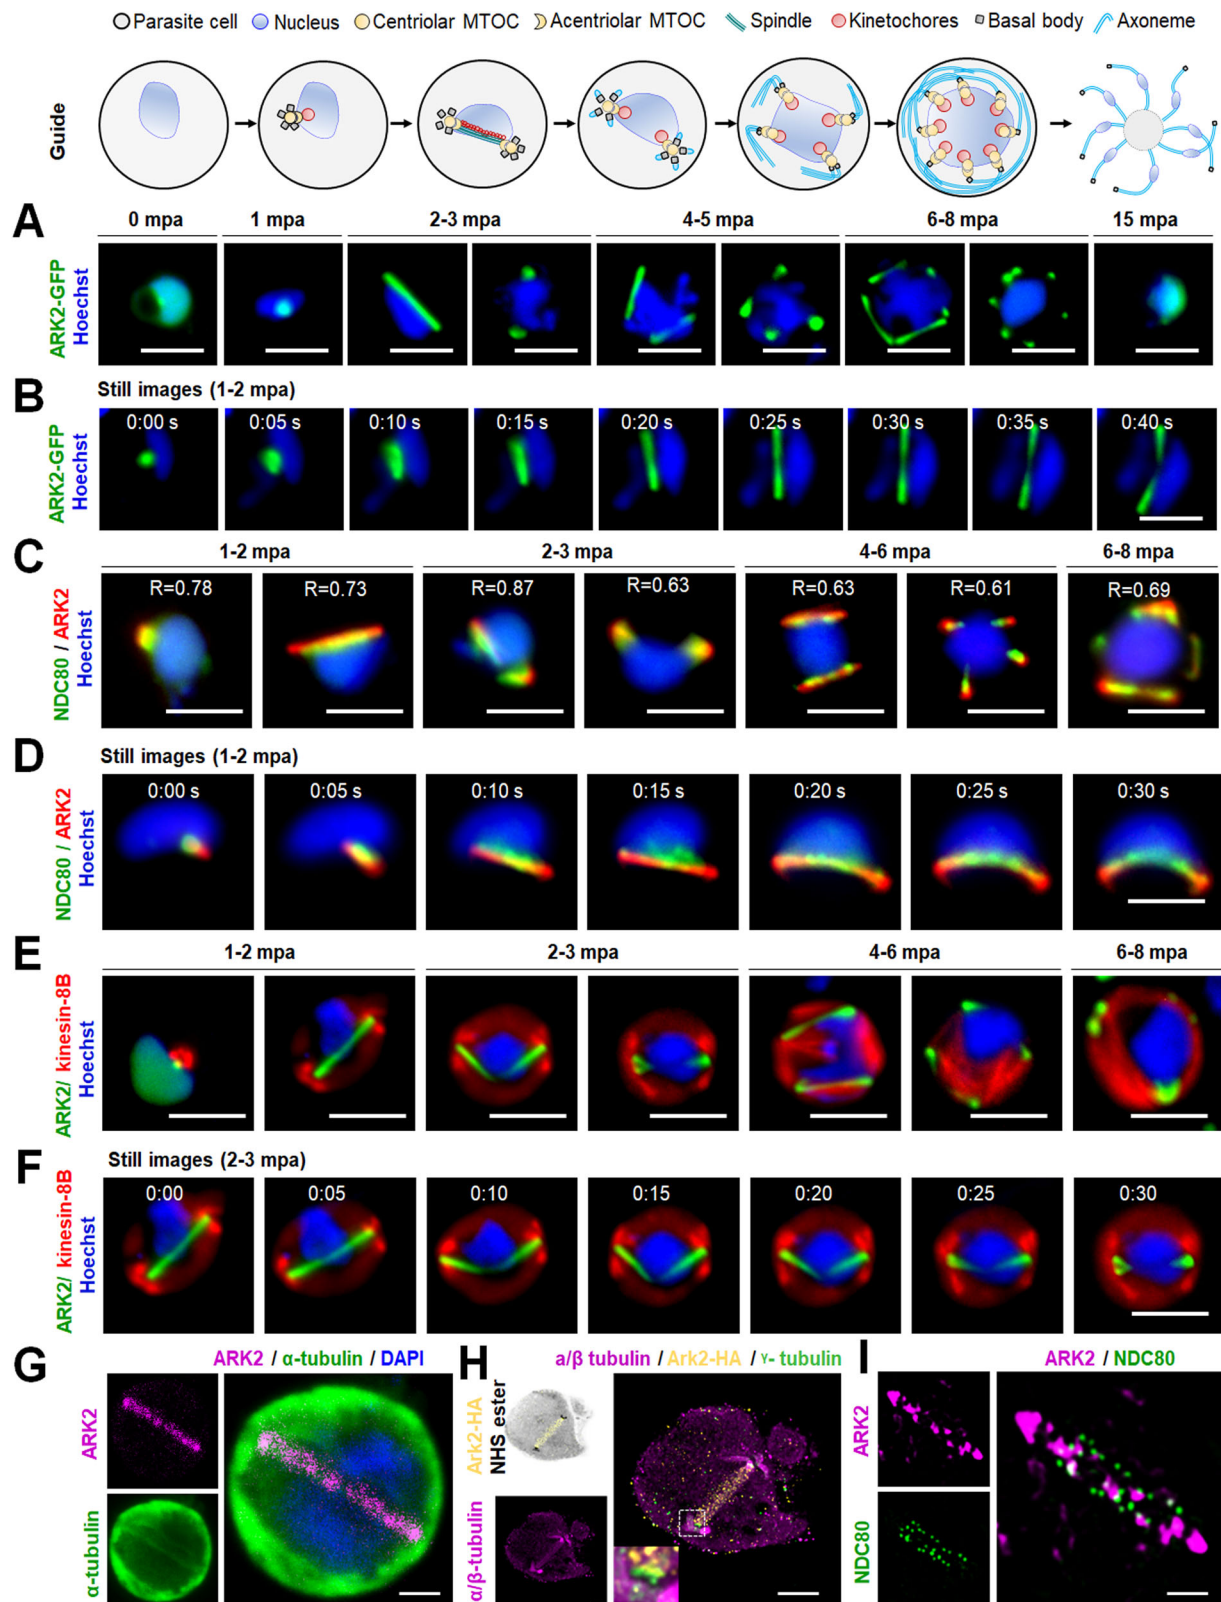 Parasite cell Nucleus Centriolar MTOC Acentriolar MTOC Spindle Kinetochores Basal body Axoneme
Guide
A
0 mpa 1 mpa 2-3 mpa 4-5 mpa 6-8 mpa 15 mpa
ARK2-GFP
Hoechst
B
Still images (1-2 mpa)
0:00 s 0:05 s 0:10 s 0:15 s 0:20 s 0:25 s 0:30 s 0:35 s 0:40 s
ARK2-GFP
Hoechst
C
1-2 mpa 2-3 mpa 4-6 mpa 6-8 mpa
R=0.78 R=0.73 R=0.87 R=0.63 R=0.63 R=0.61 R=0.69
NDC80 / ARK2
Hoechst
D
Still images (1-2 mpa)
0:00 s 0:05 s 0:10 s 0:15 s 0:20 s 0:25 s 0:30 s
NDC80 / ARK2
Hoechst
E
1-2 mpa 2-3 mpa 4-6 mpa 6-8 mpa
ARK2/ kinesin-8B
Hoechst
F
Still images (2-3 mpa)
0:00 0:05 0:10 0:15 0:20 0:25 0:30
ARK2/ kinesin-8B
Hoechst
G
ARK2 / α-tubulin / DAPI
ARK2
α-tubulin
H
a/β tubulin / Ark2-HA / γ- tubulin
Ark2-HA
NHS ester
α/β-tubulin
I
ARK2 / NDC80
ARK2
NDC80